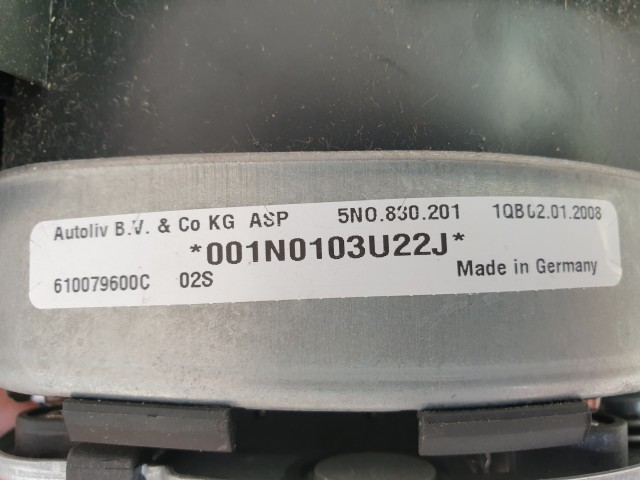 Autoliv B.V. & Co KG ASP 5N0.880.201 1QB02.01.2008
*001N0103U22J*
610079600C 02S Made in Germany